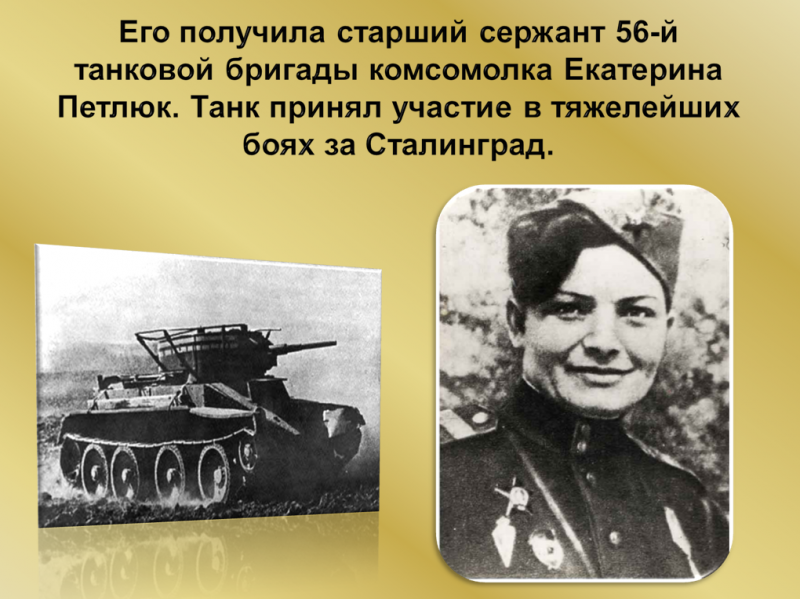 Его получила старший сержант 56-й
танковой бригады комсомолка Екатерина
Петлюк. Танк принял участие в тяжелейших
боях за Сталинград.